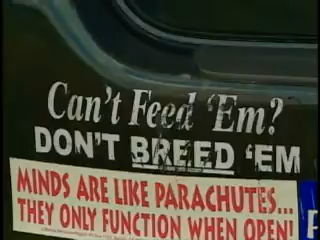 Can't Feed 'Em?
DON'T BREED 'EM
MINDS ARE LIKE PARACHUTES...
THEY ONLY FUNCTION WHEN OPEN!